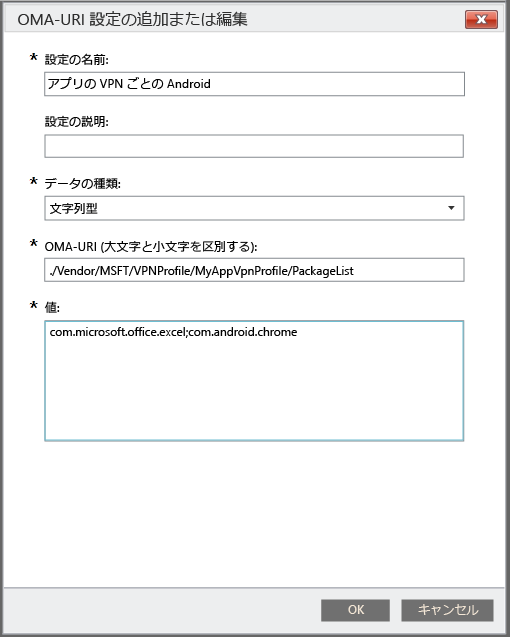 OMA-URI 設定の追加または編集
* 設定の名前:
アプリの VPN ごとの Android
設定の説明:
* データの種類:
文字列型
* OMA-URI (大文字と小文字を区別する):
./Vendor/MSFT/VPNProfile/MyAppVpnProfile/PackageList
* 値:
com.microsoft.office.excel;com.android.chrome
OK キャンセル